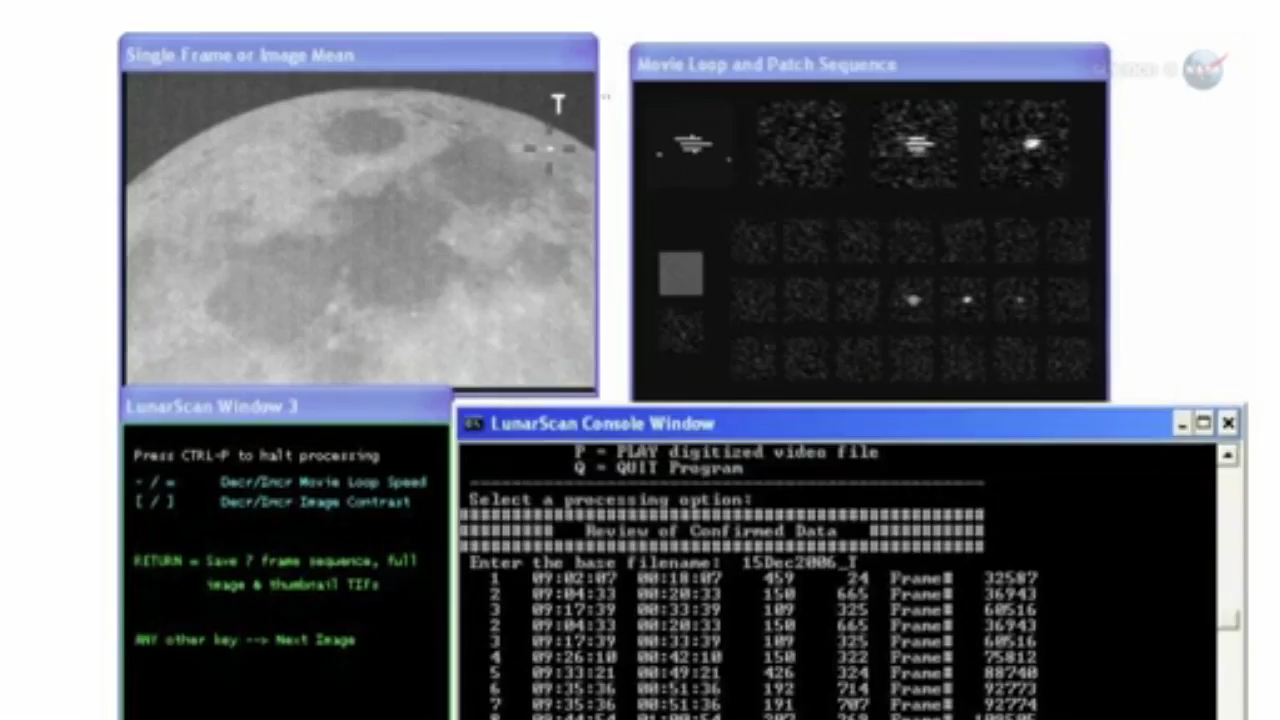 Single Frame or Image Mean
T
Movie Loop and Patch Sequence
LunarScan Window 3
Press CTRL-P to halt processing
- / = Decr/Incr Movie Loop Speed
[ / ] Decr/Incr Image Contrast
RETURN = Save 7 frame sequence, full
image & thumbnail TIFs
ANY other key --> Next Image
LunarScan Console Window
P = PLAY digitized video file
Q = QUIT Program
Select a processing option:
Review of Confirmed Data
Enter the base filename: 15Dec2006_T
1 09:02:07 00:18:07 459 24 Frame# 32587
2 09:04:33 00:20:33 150 665 Frame# 36943
3 09:17:39 00:33:39 109 325 Frame# 60516
2 09:04:33 00:20:33 150 665 Frame# 36943
3 09:17:39 00:33:39 109 325 Frame# 60516
4 09:26:10 00:42:10 150 322 Frame# 75812
5 09:33:21 00:49:21 426 324 Frame# 88740
6 09:35:36 00:51:36 192 714 Frame# 92773
7 09:35:36 00:51:36 191 707 Frame# 92774